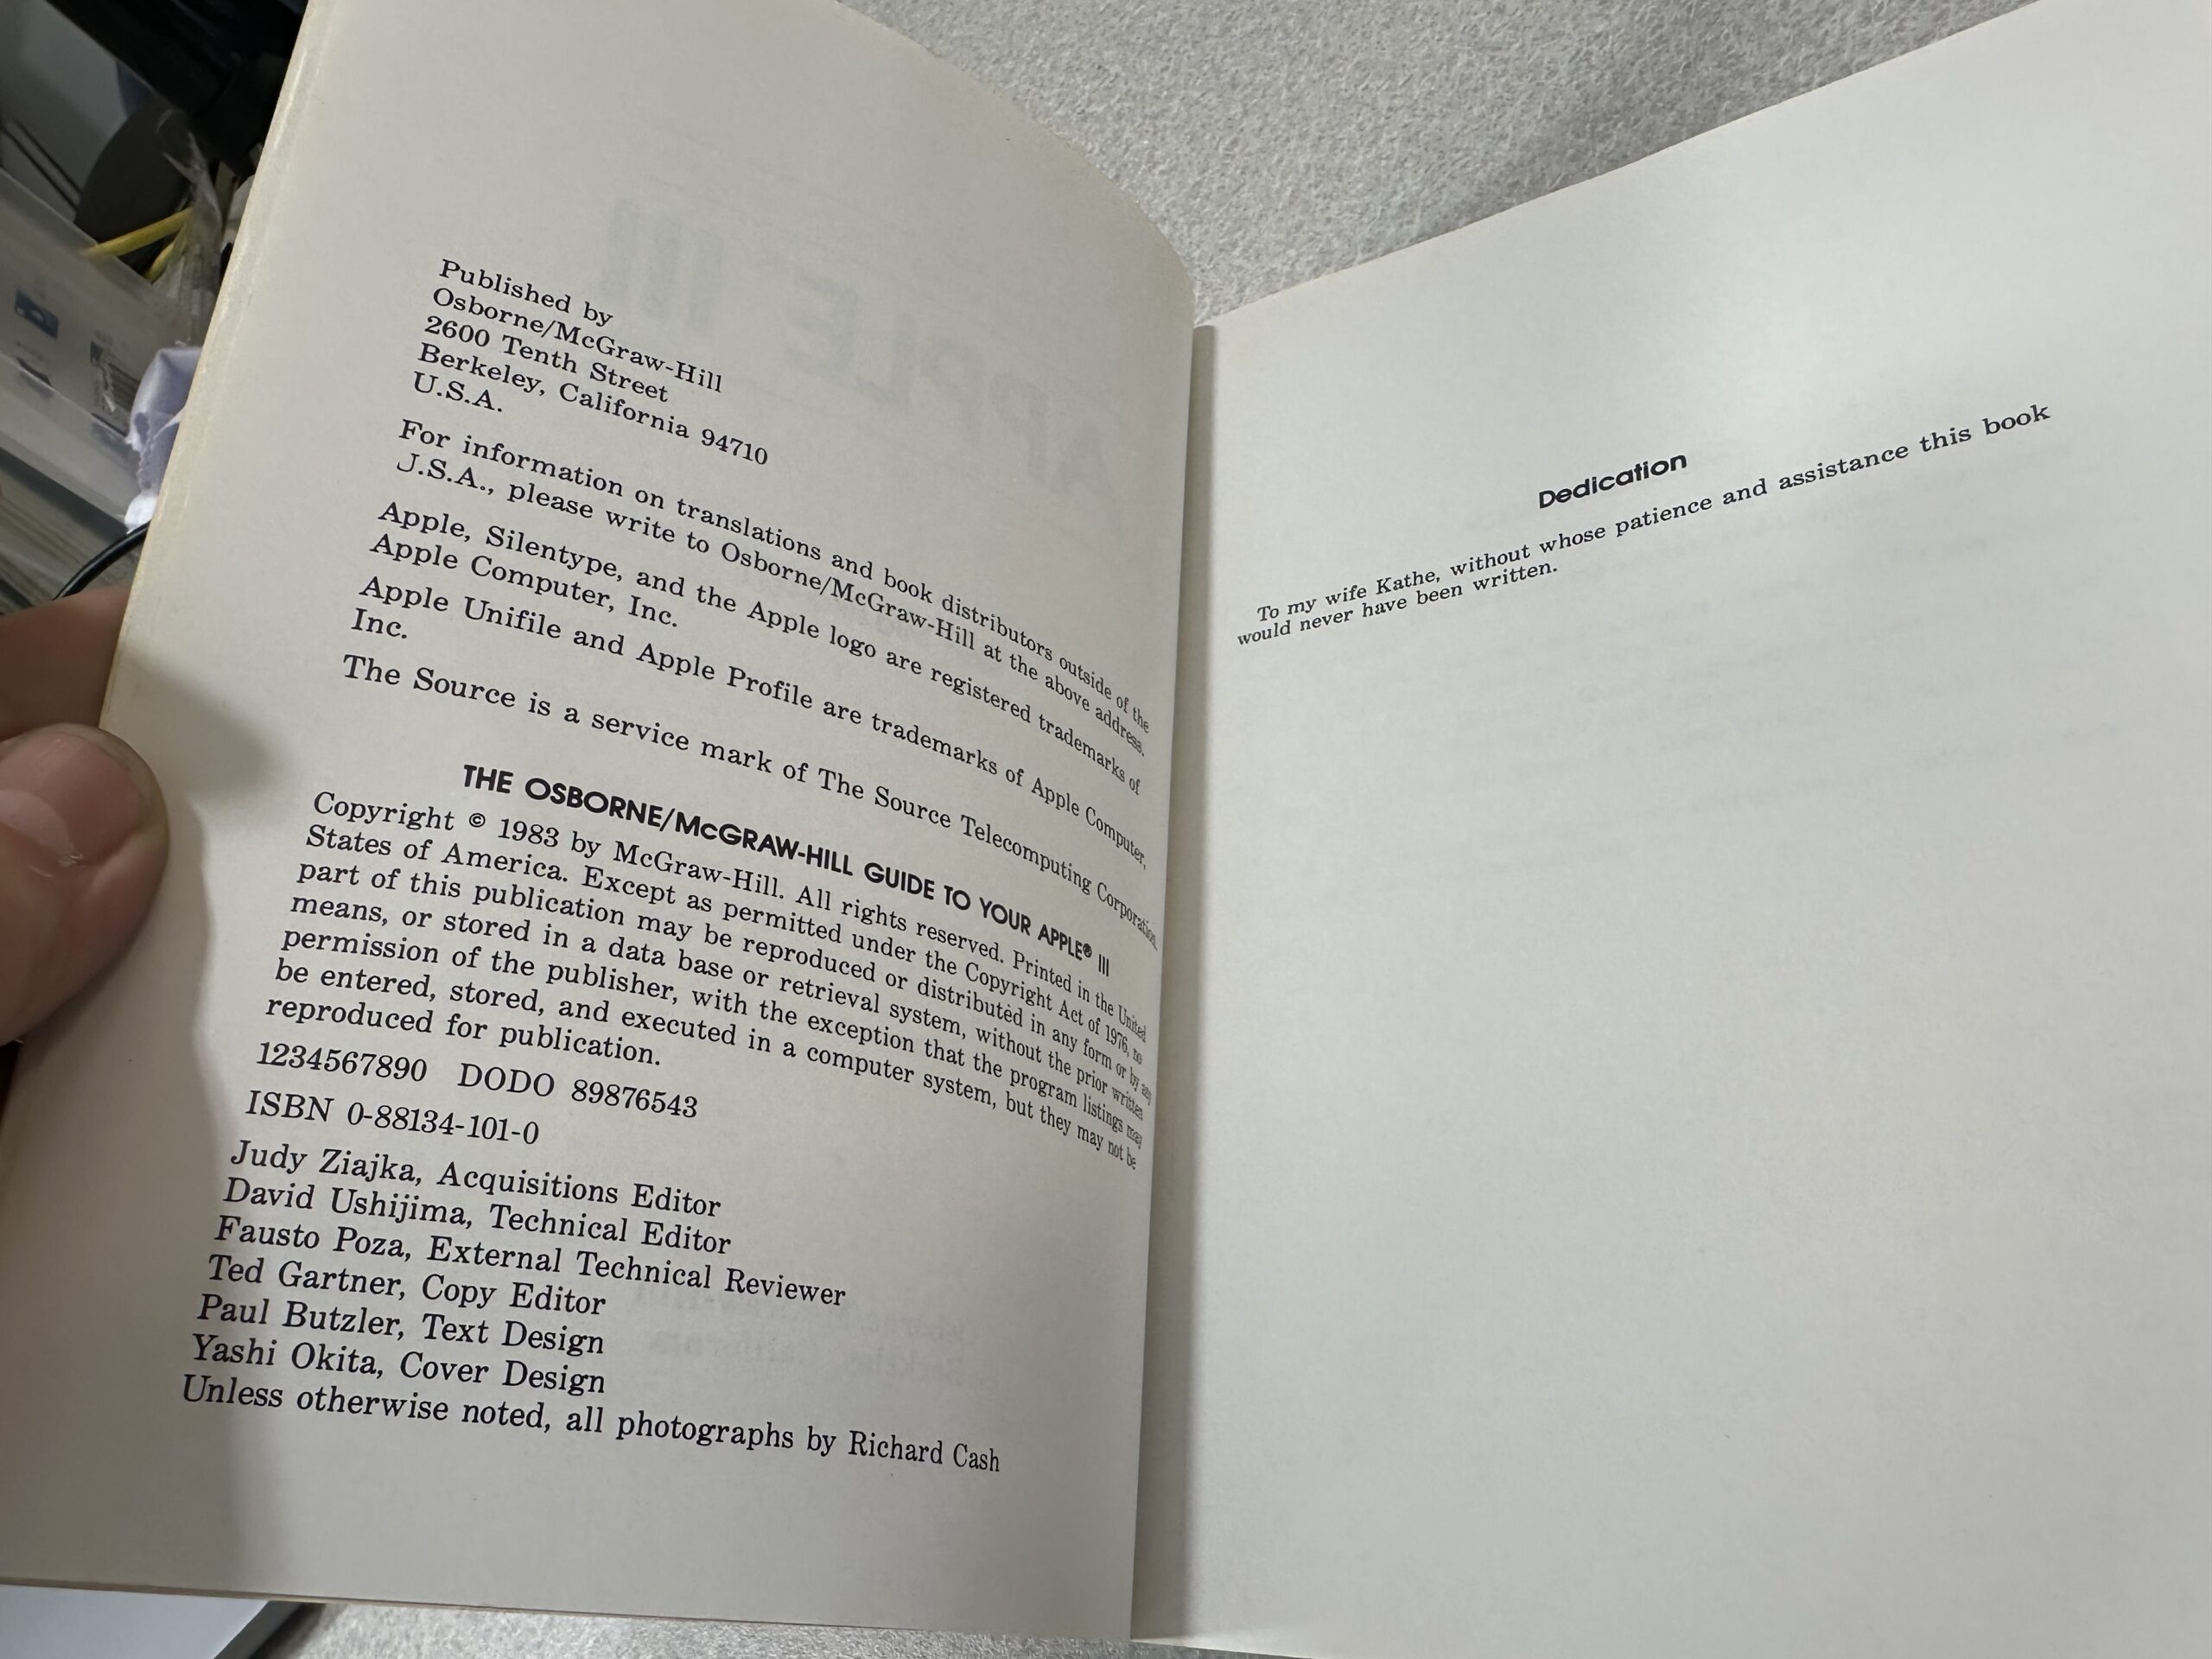 Published by
Osborne/McGraw-Hill
2600 Tenth Street
Berkeley, California 94710
U.S.A.
For information on translations and book distributors outside of the
J.S.A., please write to Osborne/McGraw-Hill at the above address.
Apple, Silentype, and the Apple logo are registered trademarks of
Apple Computer, Inc.
Apple Unifile and Apple Profile are trademarks of Apple Computer,
Inc.
The Source is a service mark of The Source Telecomputing Corporation.
THE OSBORNE/McGRAW-HILL GUIDE TO YOUR APPLE® III
Copyright © 1983 by McGraw-Hill. All rights reserved. Printed in the United
States of America. Except as permitted under the Copyright Act of 1976, no
part of this publication may be reproduced or distributed in any form or by any
means, or stored in a data base or retrieval system, without the prior written
permission of the publisher, with the exception that the program listings may
be entered, stored, and executed in a computer system, but they may not be
reproduced for publication.
1234567890 DODO 89876543
ISBN 0-88134-101-0
Judy Ziajka, Acquisitions Editor
David Ushijima, Technical Editor
Fausto Poza, External Technical Reviewer
Ted Gartner, Copy Editor
Paul Butzler, Text Design
Yashi Okita, Cover Design
Unless otherwise noted, all photographs by Richard Cash
Dedication
To my wife Kathe, without whose patience and assistance this book
would never have been written.